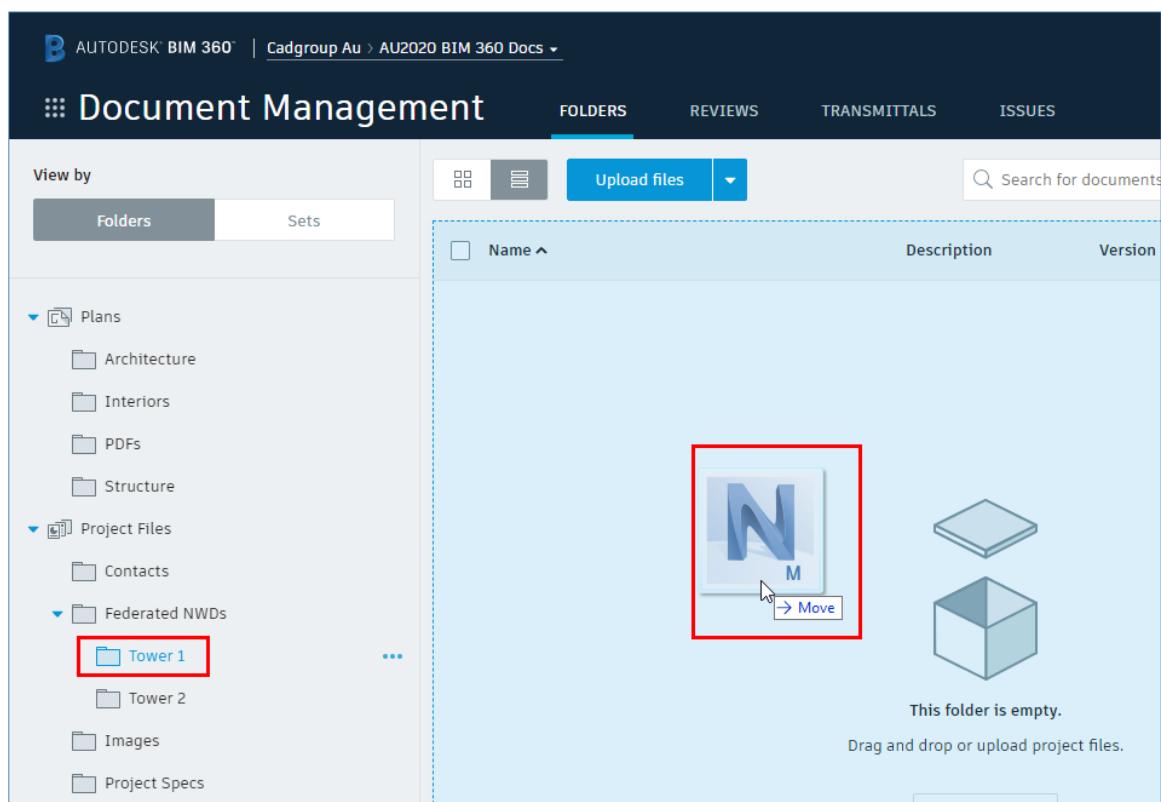 AUTODESK® BIM 360™ | Cadgroup Au > AU2020 BIM 360 Docs
Document Management
FOLDERS REVIEWS TRANSMITTALS ISSUES
View by
Folders Sets
Upload files
Search for documents
Name Description Version
Plans
Architecture
Interiors
PDFs
Structure
Project Files
Contacts
Federated NWDs
Tower 1
Tower 2
Images
Project Specs
N
M
Move
This folder is empty.
Drag and drop or upload project files.